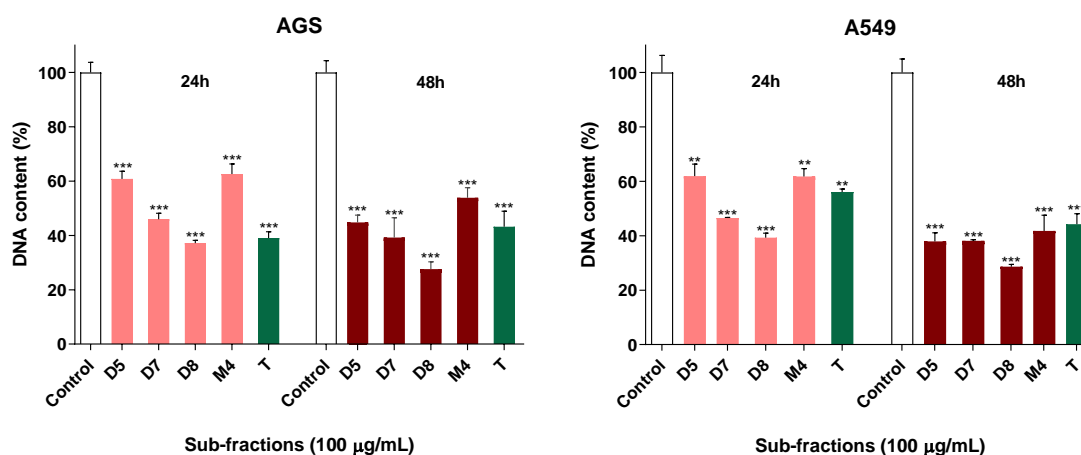 AGS
DNA content (%)
100
80
60
40
20
0
24h
48h
*** *** *** *** ***
*** *** *** *** ***
Control D5 D7 D8 M4 T Control D5 D7 D8 M4 T
Sub-fractions (100 µg/mL)
A549
DNA content (%)
100
80
60
40
20
0
24h
48h
** *** *** ** **
*** *** *** *** ***
Control D5 D7 D8 M4 T Control D5 D7 D8 M4 T
Sub-fractions (100 µg/mL)